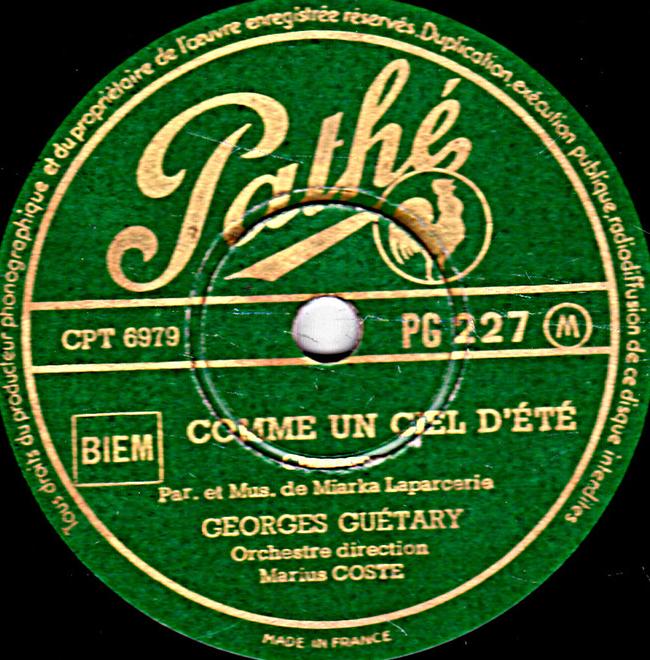 Tous droits du producteur phonographique et du propriétaire de l'œuvre enregistrée réservés. Duplication, exécution publique, radiodiffusion de ce disque interdites
Pathé
CPT 6979
PG 227 M
BIEM
COMME UN CIEL D'ÉTÉ
Par. et Mus. de Miarka Laparcerie
GEORGES GUÉTARY
Orchestre direction
Marius COSTE
MADE IN FRANCE